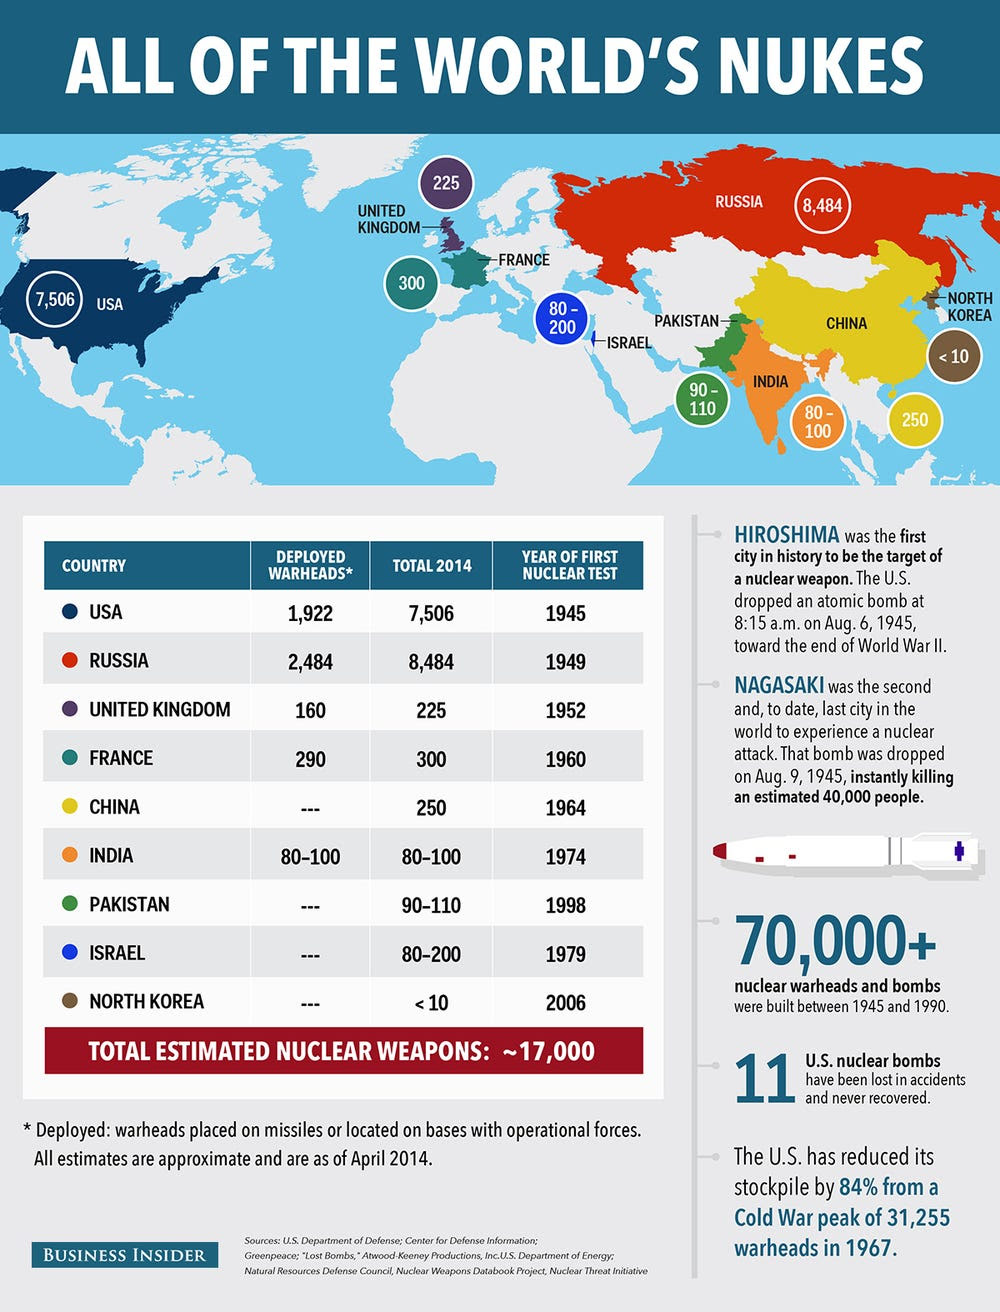 ALL OF THE WORLD'S NUKES
225
UNITED
KINGDOM
RUSSIA
8,484
FRANCE
300
7,506
USA
80 –
200
ISRAEL
PAKISTAN
CHINA
NORTH
KOREA
< 10
INDIA
90 –
110
80 –
100
250
COUNTRY DEPLOYED WARHEADS* TOTAL 2014 YEAR OF FIRST NUCLEAR TEST
USA 1,922 7,506 1945
RUSSIA 2,484 8,484 1949
UNITED KINGDOM 160 225 1952
FRANCE 290 300 1960
CHINA --- 250 1964
INDIA 80–100 80–100 1974
PAKISTAN --- 90–110 1998
ISRAEL --- 80–200 1979
NORTH KOREA --- < 10 2006
TOTAL ESTIMATED NUCLEAR WEAPONS: ~17,000
* Deployed: warheads placed on missiles or located on bases with operational forces.
All estimates are approximate and are as of April 2014.
HIROSHIMA was the first
city in history to be the target of
a nuclear weapon. The U.S.
dropped an atomic bomb at
8:15 a.m. on Aug. 6, 1945,
toward the end of World War II.
NAGASAKI was the second
and, to date, last city in the
world to experience a nuclear
attack. That bomb was dropped
on Aug. 9, 1945, instantly killing
an estimated 40,000 people.
70,000+
nuclear warheads and bombs
were built between 1945 and 1990.
11
U.S. nuclear bombs
have been lost in accidents
and never recovered.
The U.S. has reduced its
stockpile by 84% from a
Cold War peak of 31,255
warheads in 1967.
BUSINESS INSIDER
Sources: U.S. Department of Defense; Center for Defense Information;
Greenpeace; "Lost Bombs," Atwood-Keeney Productions, Inc.U.S. Department of Energy;
Natural Resources Defense Council, Nuclear Weapons Databook Project, Nuclear Threat Initiative